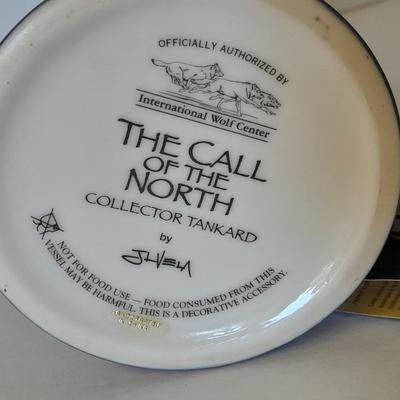 OFFICIALLY AUTHORIZED BY
International Wolf Center
THE CALL
OF THE
NORTH
COLLECTOR TANKARD
by
NOT FOR FOOD USE — FOOD CONSUMED FROM THIS
VESSEL MAY BE HARMFUL. THIS IS A DECORATIVE ACCESSORY.